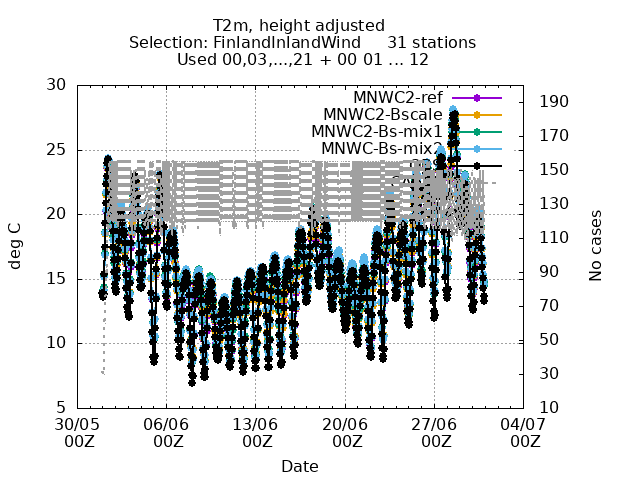 T2m, height adjusted
Selection: FinlandInlandWind 31 stations
Used 00,03,...,21 + 00 01 ... 12
MNWC2-ref
MNWC2-Bscale
MNWC2-Bs-mix1
MNWC-Bs-mix2
deg C
30
25
20
15
10
5
No cases
190
170
150
130
110
90
70
50
30
10
30/05 06/06 13/06 20/06 27/06 04/07
00Z 00Z 00Z 00Z 00Z 00Z
Date